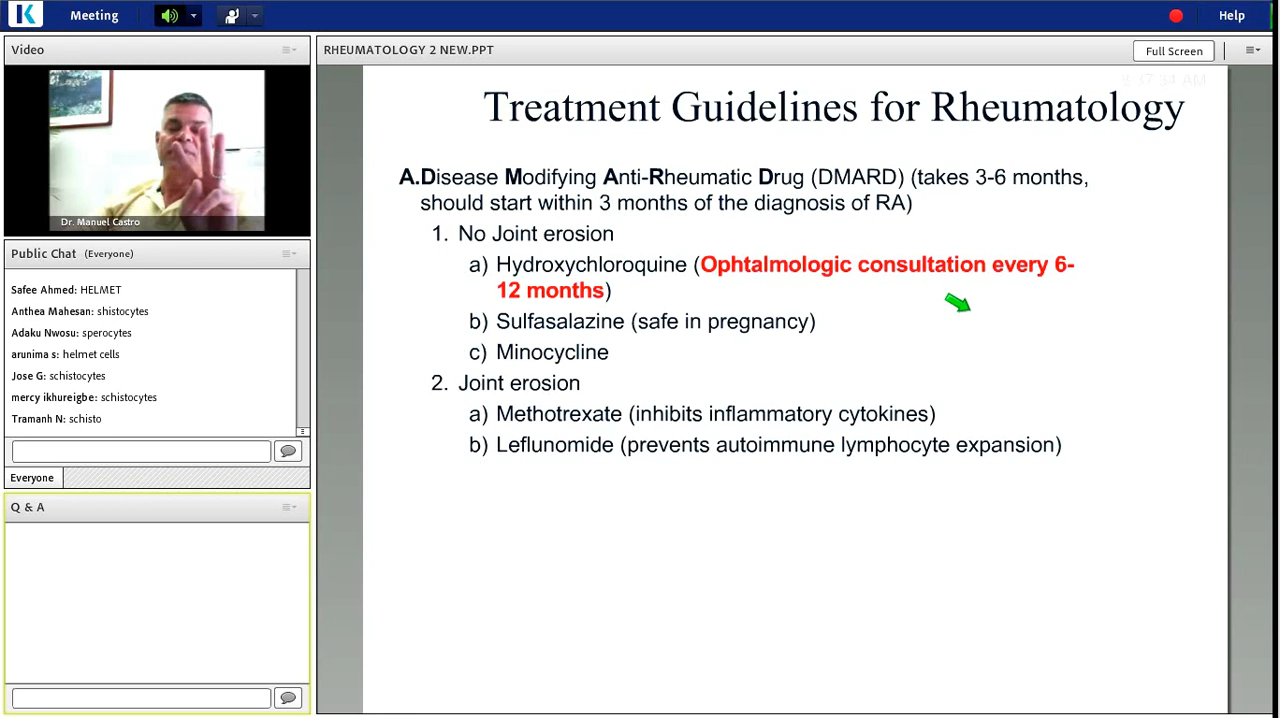 Meeting
Help
Video
Dr. Manuel Castro
Public Chat (Everyone)
Safee Ahmed: HELMET
Anthea Mahesan: shistocytes
Adaku Nwosu: sperocytes
arunima s: helmet cells
Jose G: schistocytes
mercy ikhureigbe: schistocytes
Tramanh N: schisto
Everyone
Q & A
RHEUMATOLOGY 2 NEW.PPT
Full Screen
Treatment Guidelines for Rheumatology
A.Disease Modifying Anti-Rheumatic Drug (DMARD) (takes 3-6 months,
should start within 3 months of the diagnosis of RA)
1. No Joint erosion
a) Hydroxychloroquine (Ophtalmologic consultation every 6-
12 months)
b) Sulfasalazine (safe in pregnancy)
c) Minocycline
2. Joint erosion
a) Methotrexate (inhibits inflammatory cytokines)
b) Leflunomide (prevents autoimmune lymphocyte expansion)